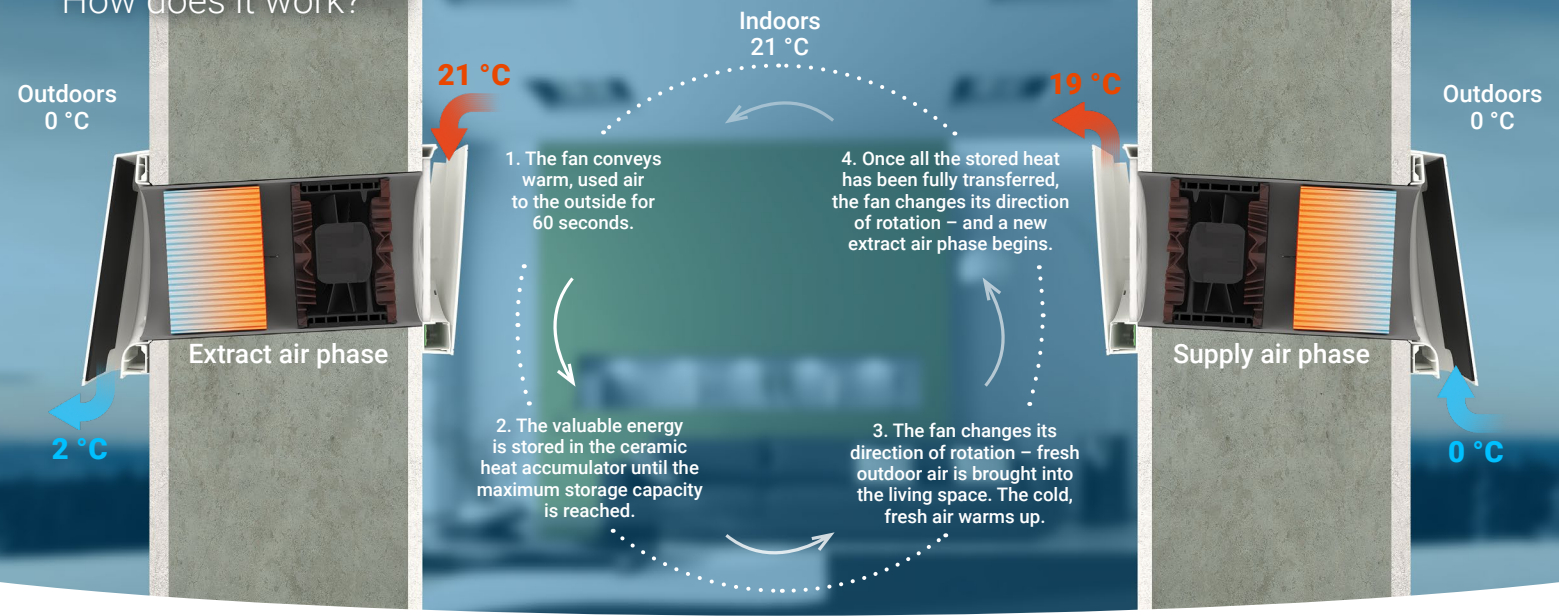 How does it work?
Indoors
21 °C
Outdoors
0 °C
21 °C
19 °C
Outdoors
0 °C
1. The fan conveys
warm, used air
to the outside for
60 seconds.
4. Once all the stored heat
has been fully transferred,
the fan changes its direction
of rotation – and a new
extract air phase begins.
Extract air phase
Supply air phase
2 °C
2. The valuable energy
is stored in the ceramic
heat accumulator until the
maximum storage capacity
is reached.
3. The fan changes its
direction of rotation – fresh
outdoor air is brought into
the living space. The cold,
fresh air warms up.
0 °C